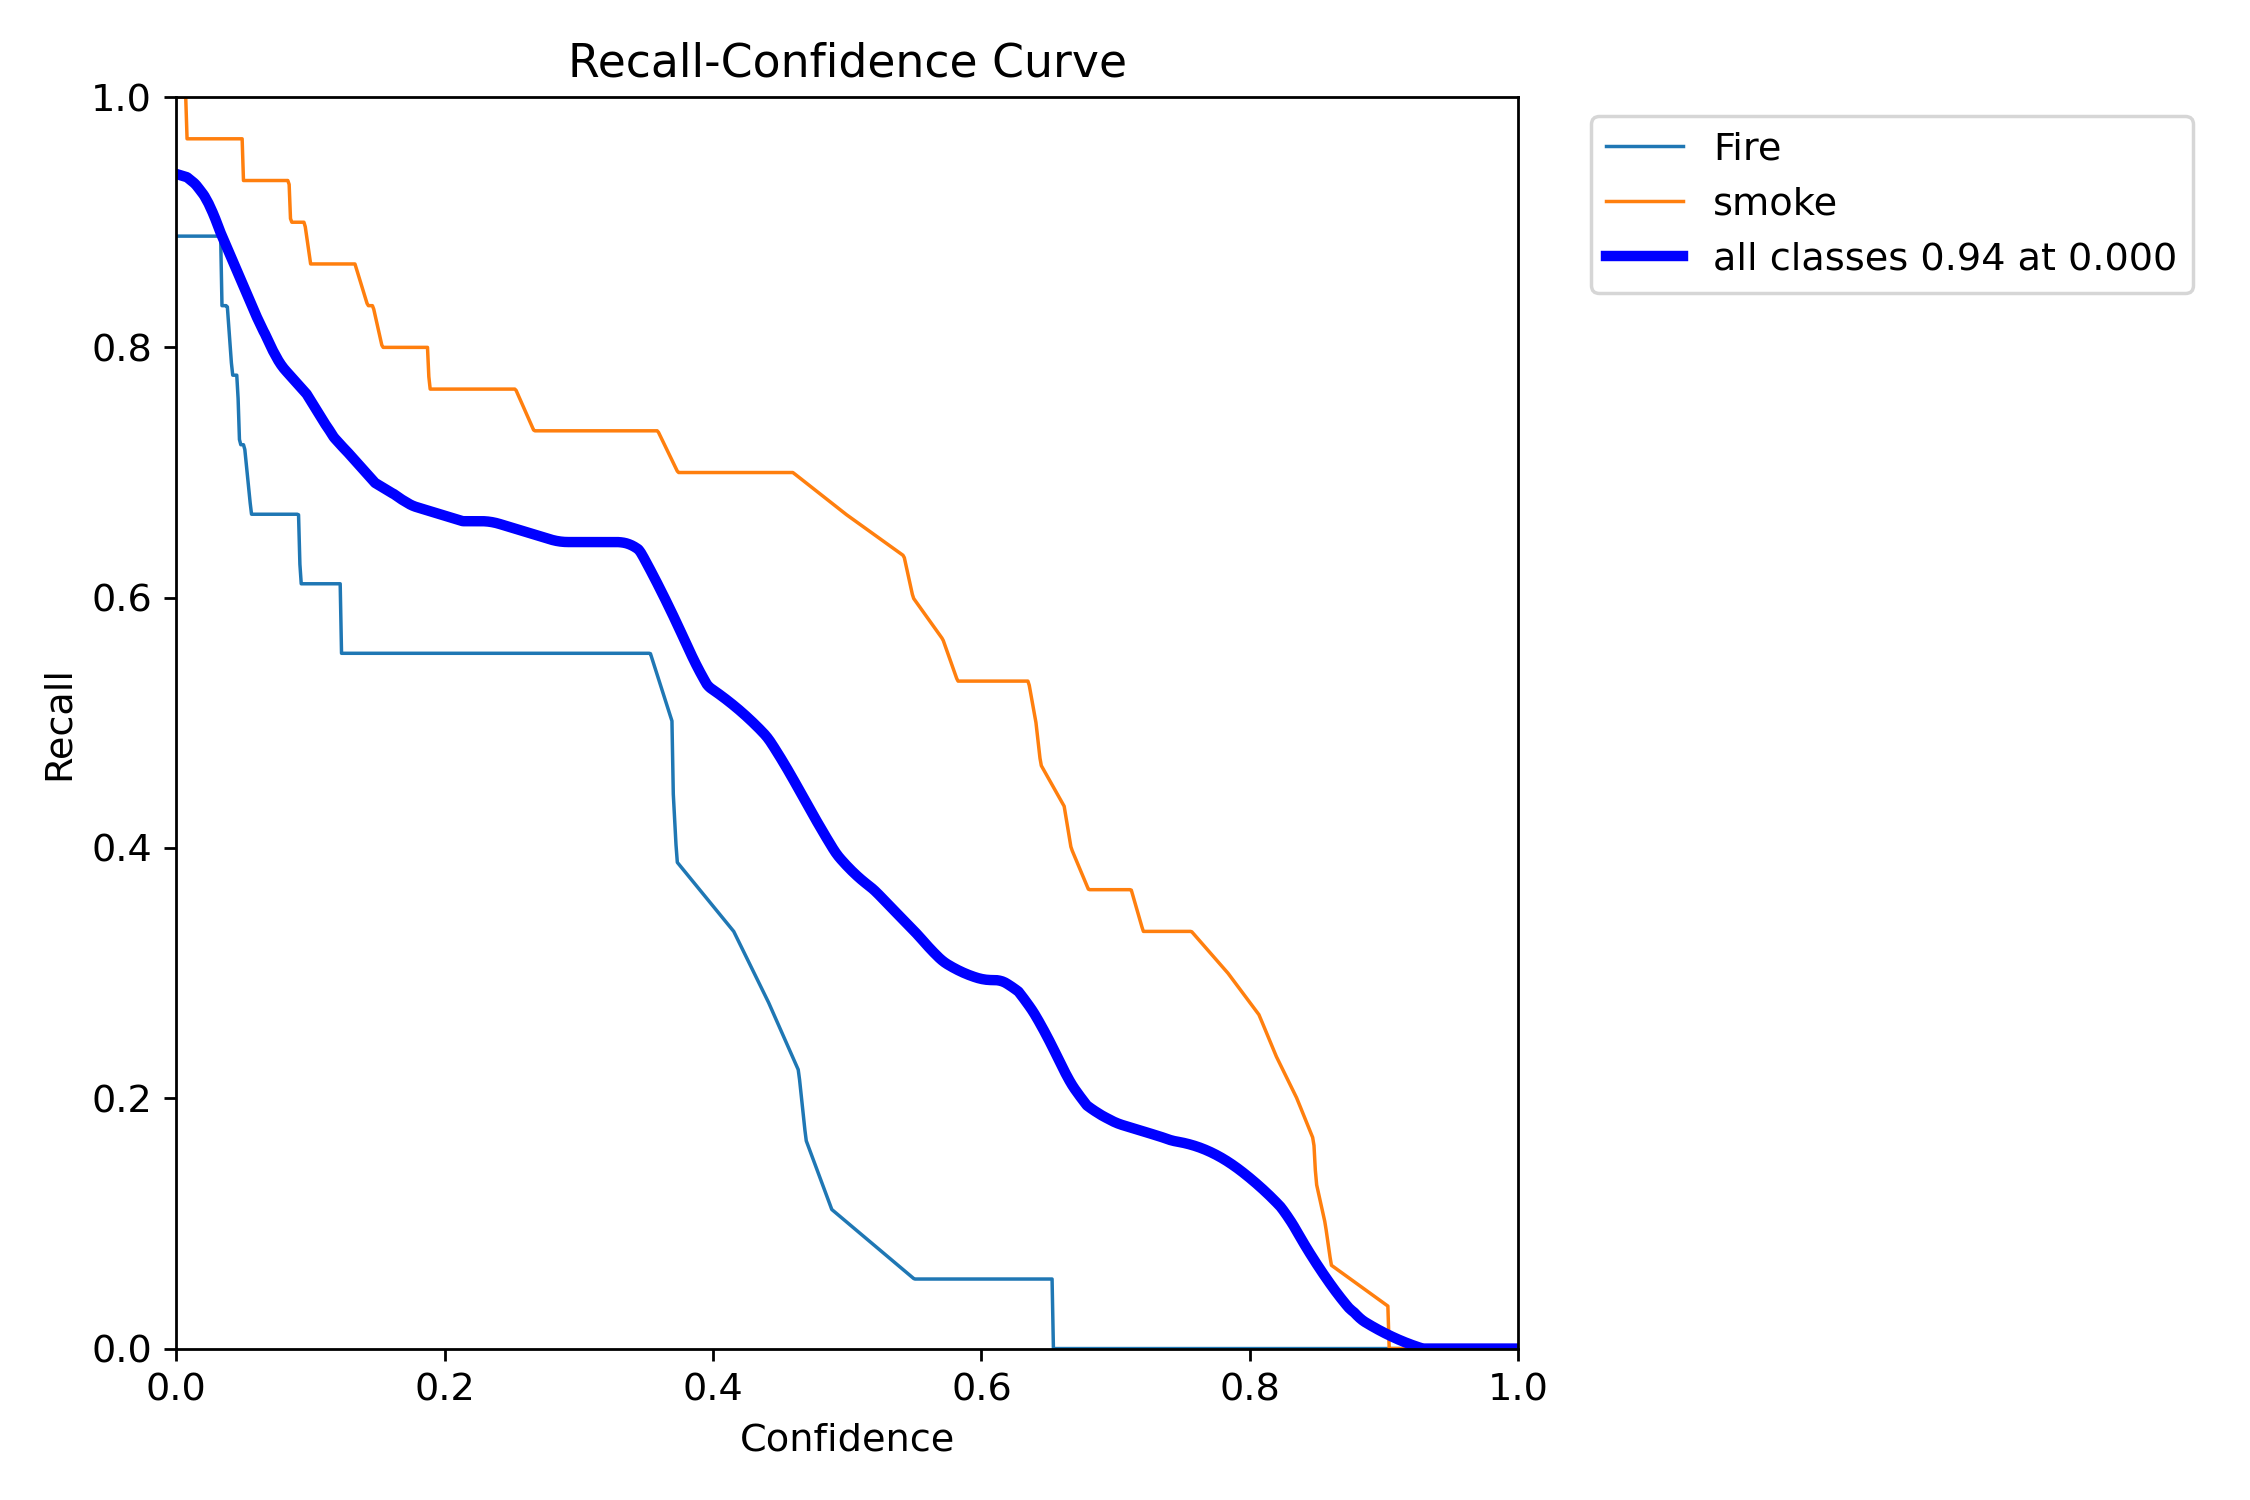 Recall-Confidence Curve
1.0
0.8
0.6
0.4
0.2
0.0
Recall
0.0 0.2 0.4 0.6 0.8 1.0
Confidence
Fire
smoke
all classes 0.94 at 0.000